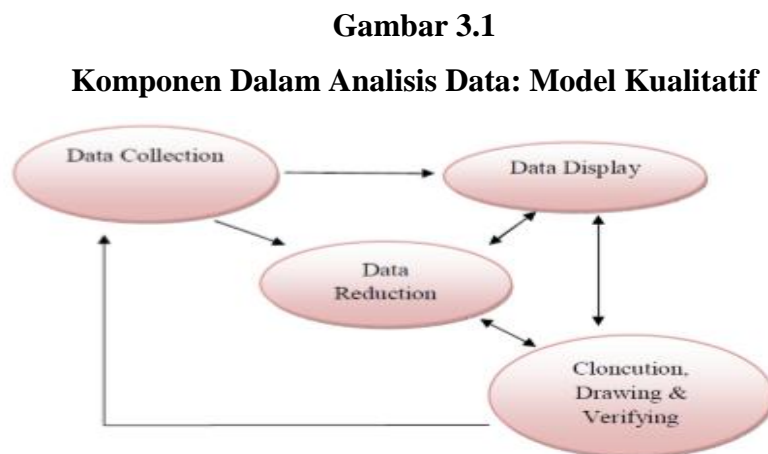 Gambar 3.1
Komponen Dalam Analisis Data: Model Kualitatif
Data Collection
Data Display
Data
Reduction
Cloncution,
Drawing &
Verifying